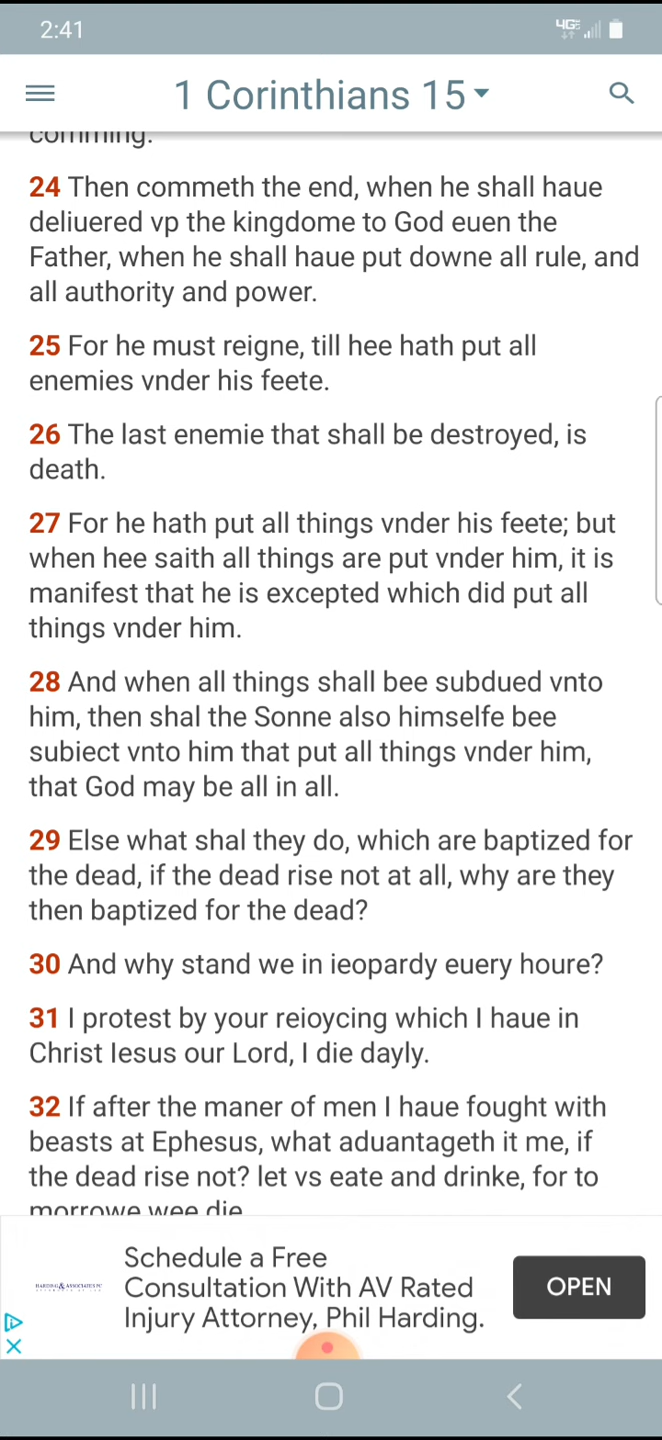 2:41
4GE
1 Corinthians 15
comming.
24 Then commeth the end, when he shall haue
deliuered vp the kingdome to God euen the
Father, when he shall haue put downe all rule, and
all authority and power.
25 For he must reigne, till hee hath put all
enemies vnder his feete.
26 The last enemie that shall be destroyed, is
death.
27 For he hath put all things vnder his feete; but
when hee saith all things are put vnder him, it is
manifest that he is excepted which did put all
things vnder him.
28 And when all things shall bee subdued vnto
him, then shal the Sonne also himselfe bee
subiect vnto him that put all things vnder him,
that God may be all in all.
29 Else what shal they do, which are baptized for
the dead, if the dead rise not at all, why are they
then baptized for the dead?
30 And why stand we in ieopardy euery houre?
31 I protest by your reioycing which I haue in
Christ Iesus our Lord, I die dayly.
32 If after the maner of men I haue fought with
beasts at Ephesus, what aduantageth it me, if
the dead rise not? let vs eate and drinke, for to
morrowe wee die
HARDING & ASSOCIATES PC
Schedule a Free
Consultation With AV Rated
Injury Attorney, Phil Harding.
OPEN